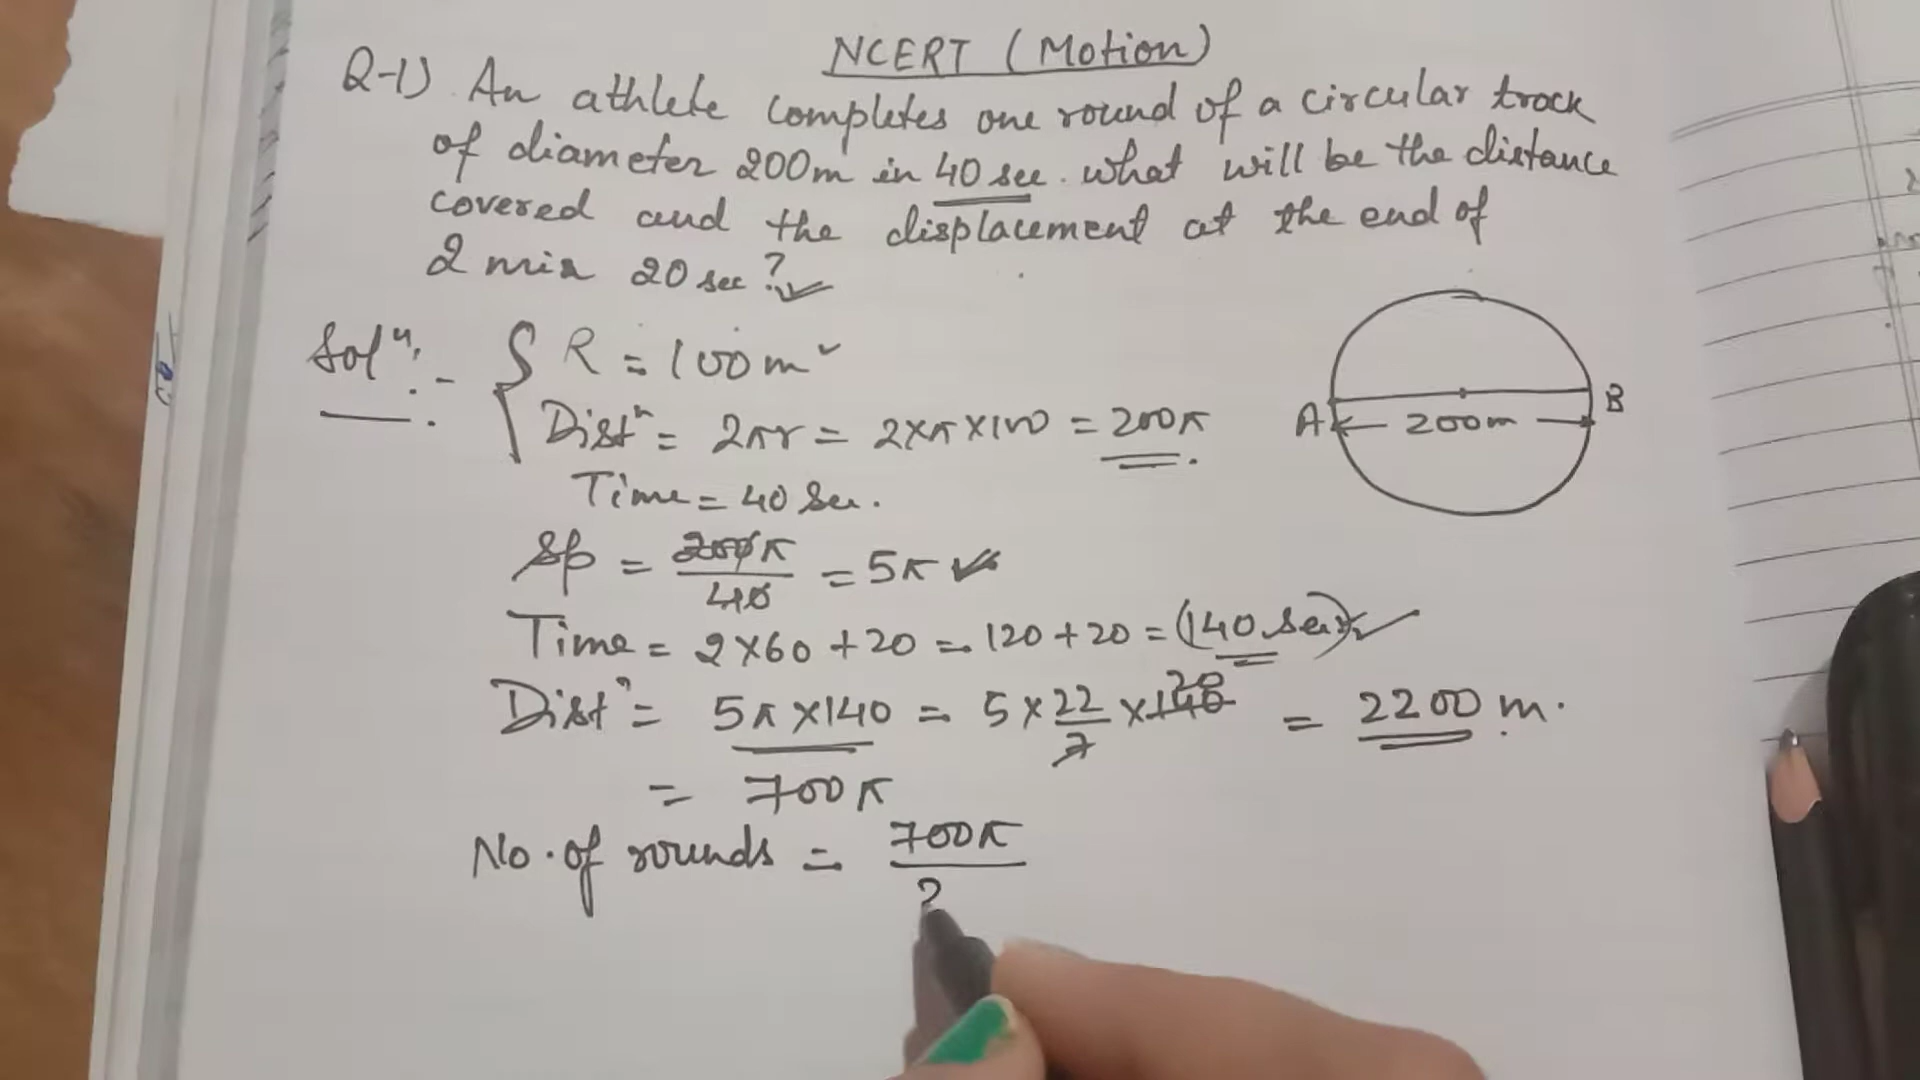 NCERT (Motion)
Q-1) An athlete completes one round of a circular track
of diameter 200m in 40 sec. what will be the distance
covered and the displacement at the end of
2 min 20 sec?
Solⁿ:-
R = 100m
Distⁿ = 2πr = 2×π×100 = 200π
A
200m
B
Time = 40 Sec.
Sp = 200π/40 = 5π
Time = 2×60+20 = 120+20 = (140 sec)
Dist = 5π×140 = 5×22/7×140 20 = 2200 m.
= 700π
No. of rounds = 700π/2